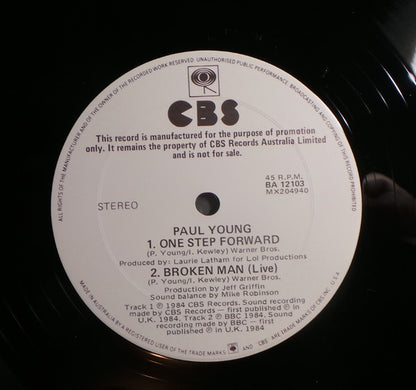 ALL RIGHTS OF THE MANUFACTURER AND OF THE OWNER OF THE RECORDED WORK RESERVED. UNAUTHORISED PUBLIC PERFORMANCE, BROADCASTING AND COPYING OF THIS RECORD PROHIBITED
CBS
This record is manufactured for the purpose of promotion
only. It remains the property of CBS Records Australia Limited
and is not for sale.
45 R.P.M.
BA 12103
MX204940
STEREO
PAUL YOUNG
1. ONE STEP FORWARD
(P. Young/I. Kewley) Warner Bros.
Produced by: Laurie Latham for Lol Productions
2. BROKEN MAN (Live)
(P. Young/I. Kewley) Warner Bros.
Production by Jeff Griffin
Sound balance by Mike Robinson
Track 1 ℗ 1984 CBS Records. Sound recording
made by CBS Records — first published ℗ in
U.K. 1984. Track 2 ℗ BBC 1984. Sound
recording made by BBC — first
published ℗ in U.K. 1984
MADE IN AUSTRALIA BY A REGISTERED USER OF THE TRADE MARKS AND CBS ARE TRADE MARKS OF CBS INC. U.S.A.